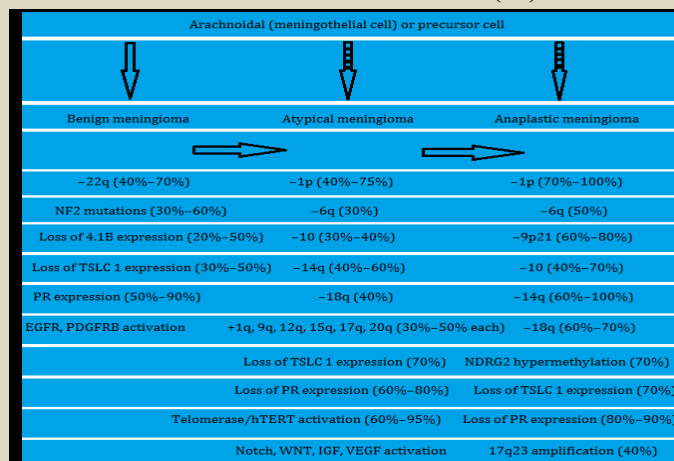 Arachnoidal (meningothelial cell) or precursor cell
Benign meningioma Atypical meningioma Anaplastic meningioma
−22q (40%–70%) −1p (40%–75%) −1p (70%–100%)
NF2 mutations (30%–60%) −6q (30%) −6q (50%)
Loss of 4.1B expression (20%–50%) −10 (30%–40%) −9p21 (60%–80%)
Loss of TSLC 1 expression (30%–50%) −14q (40%–60%) −10 (40%–70%)
PR expression (50%–90%) −18q (40%) −14q (60%–100%)
EGFR, PDGFRB activation +1q, 9q, 12q, 15q, 17q, 20q (30%–50% each) −18q (60%–70%)
Loss of TSLC 1 expression (70%) NDRG2 hypermethylation (70%)
Loss of PR expression (60%–80%) Loss of TSLC 1 expression (70%)
Telomerase/hTERT activation (60%–95%) Loss of PR expression (80%–90%)
Notch, WNT, IGF, VEGF activation 17q23 amplification (40%)